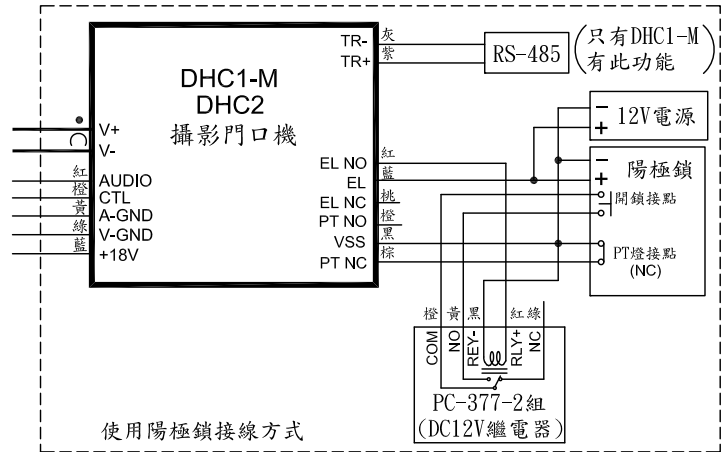 DHC1-M
DHC2
攝影門口機
V+
V-
紅 AUDIO
橙 CTL
黃 A-GND
綠 V-GND
藍 +18V
TR- 灰
TR+ 紫
RS-485
(只有DHC1-M
有此功能)
EL NO 紅
EL 藍
EL NC 桃
PT NO 橙
VSS 黑
PT NC 棕
- 
+ 
12V電源
- 
+ 
陽極鎖
開鎖接點
PT燈接點
(NC)
橙 黃 黑 紅 綠
COM NO REY- RLY+ NC
PC-377-2組
(DC12V繼電器)
使用陽極鎖接線方式